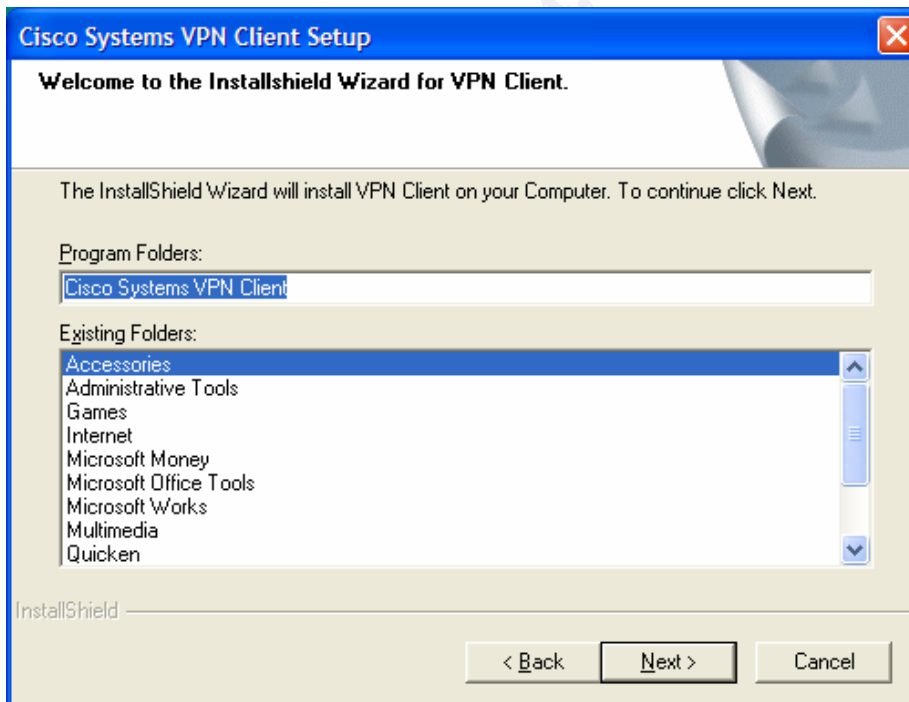 Cisco Systems VPN Client Setup
Welcome to the Installshield Wizard for VPN Client.
The InstallShield Wizard will install VPN Client on your Computer. To continue click Next.
Program Folders:
Cisco Systems VPN Client
Existing Folders:
Accessories
Administrative Tools
Games
Internet
Microsoft Money
Microsoft Office Tools
Microsoft Works
Multimedia
Quicken
InstallShield
< Back Next > Cancel